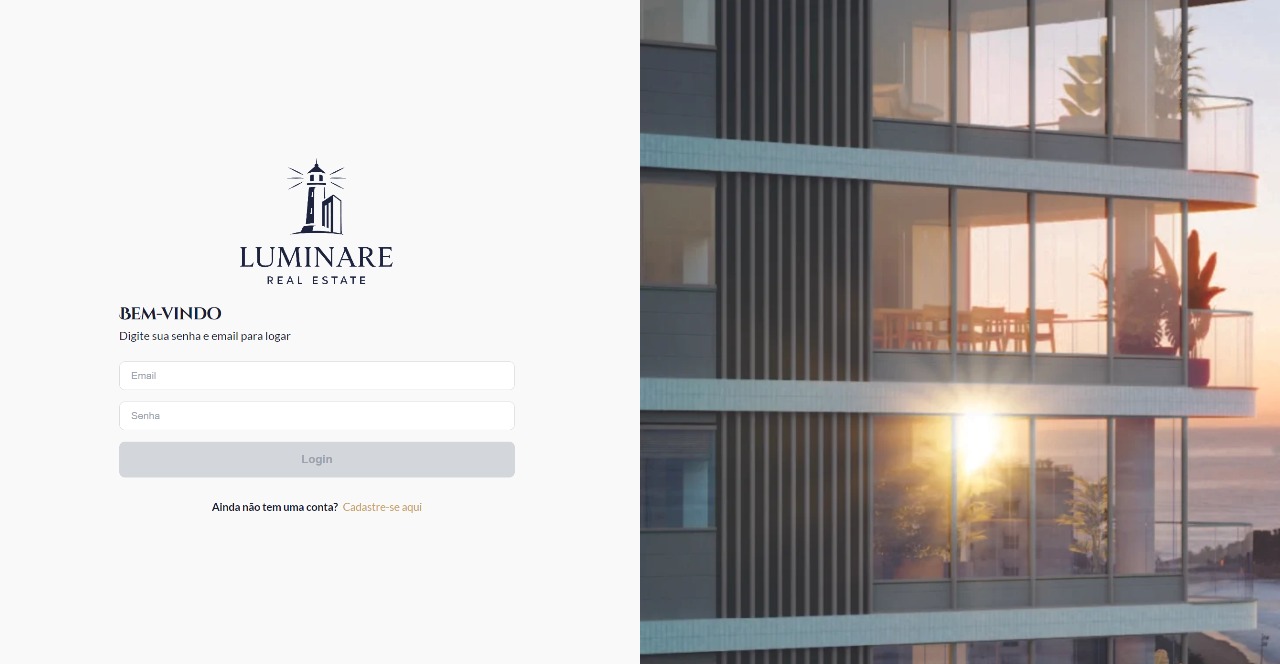 LUMINARE
REAL ESTATE
BEM-VINDO
Digite sua senha e email para logar
Email
Senha
Login
Ainda não tem uma conta? Cadastre-se aqui